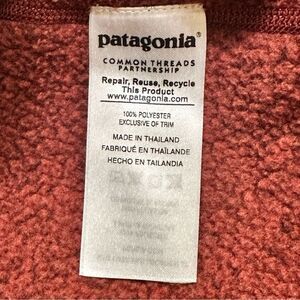 patagonia®
COMMON THREADS
PARTNERSHIP
Repair, Reuse, Recycle
This Product
www.patagonia.com
100% POLYESTER
EXCLUSIVE OF TRIM
MADE IN THAILAND
FABRIQUÉ EN THAÏLANDE
HECHO EN TAILANDIA